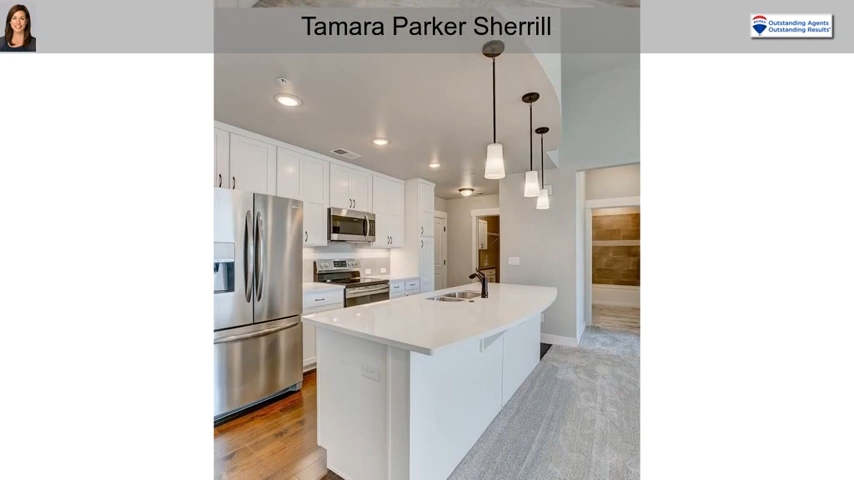 Tamara Parker Sherrill
Outstanding Agents
Outstanding Results